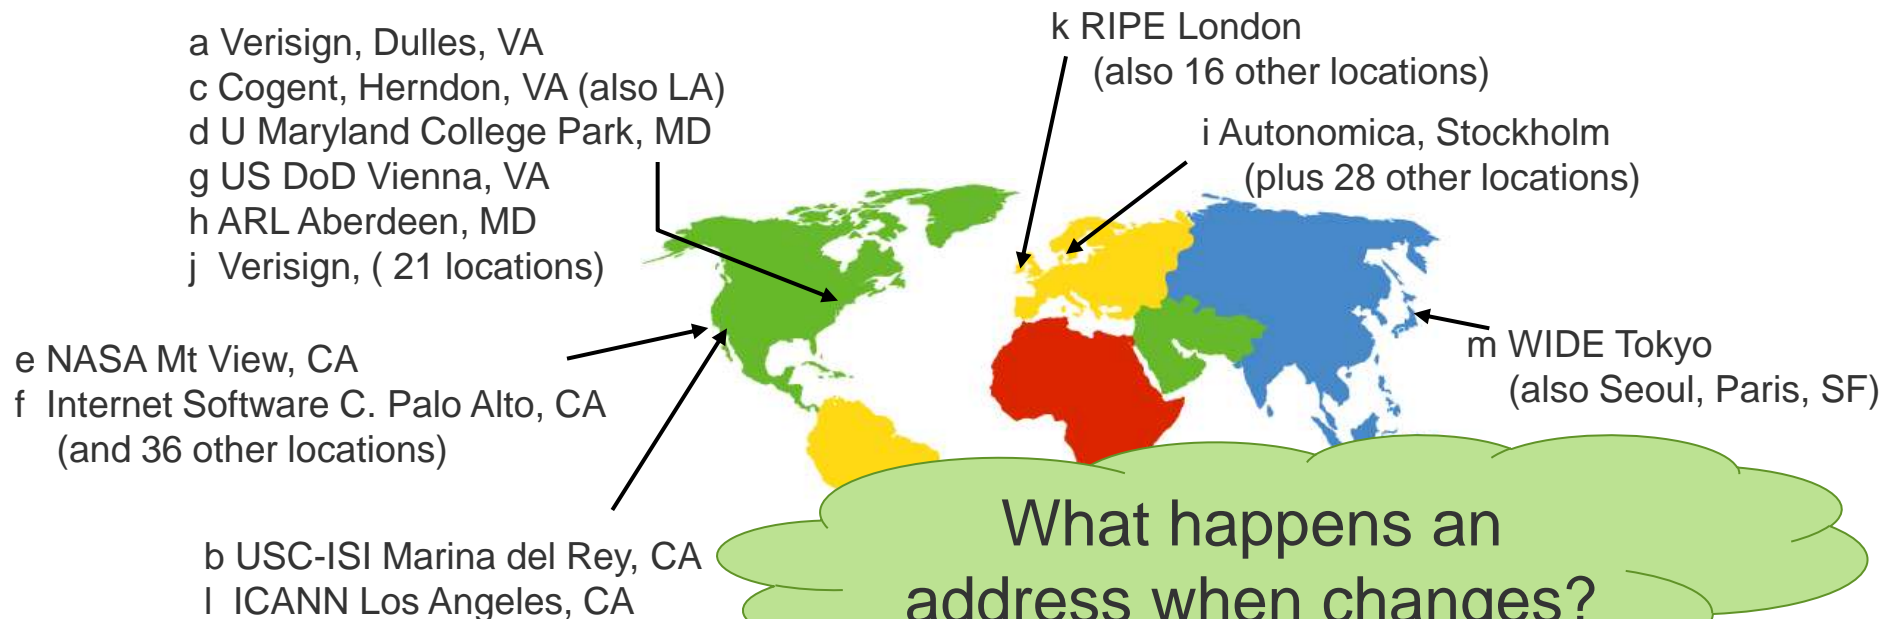 a Verisign, Dulles, VA
c Cogent, Herndon, VA (also LA)
d U Maryland College Park, MD
g US DoD Vienna, VA
h ARL Aberdeen, MD
j Verisign, ( 21 locations)
k RIPE London
(also 16 other locations)
i Autonomica, Stockholm
(plus 28 other locations)
e NASA Mt View, CA
f Internet Software C. Palo Alto, CA
(and 36 other locations)
m WIDE Tokyo
(also Seoul, Paris, SF)
b USC-ISI Marina del Rey, CA
l ICANN Los Angeles, CA
What happens an
address when changes?